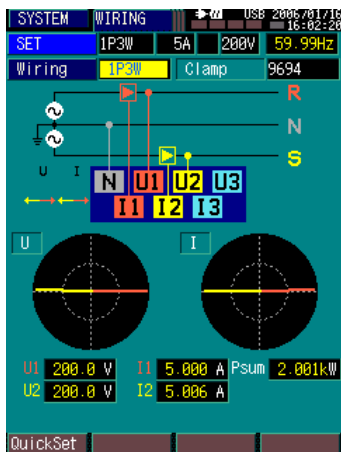 SYSTEM WIRING USB 2006/01/16
16:02:20
SET 1P3W 5A 200V 59.99Hz
Wiring 1P3W Clamp 9694
R
N
S
U I
N U1 U2 U3
I1 I2 I3
U I
U1 200.0 V I1 5.000 A Psum 2.001kW
U2 200.0 V I2 5.006 A
QuickSet